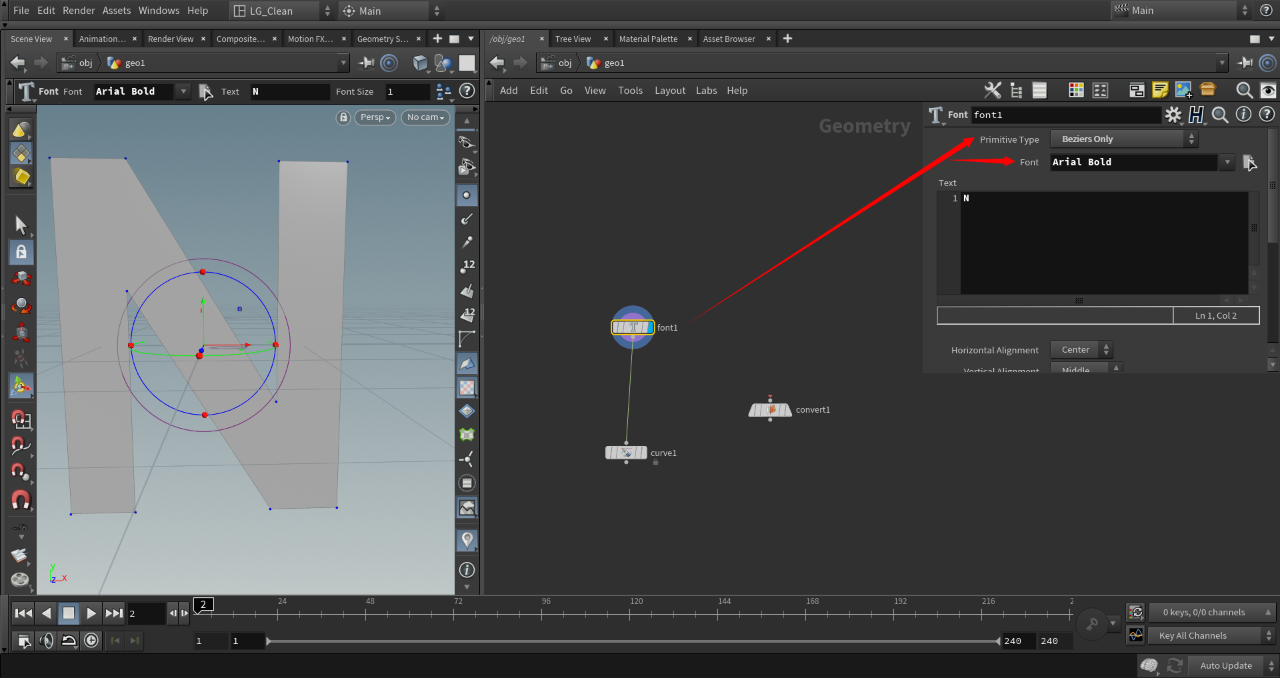 File Edit Render Assets Windows Help LG_Clean Main Main
Scene View Animation... Render View Composite... Motion FX... Geometry S...
/obj/geo1 Tree View Material Palette Asset Browser
obj geo1
obj geo1
Font Font Arial Bold Text N Font Size 1
Add Edit Go View Tools Layout Labs Help
Persp No cam
Geometry
Font font1
Primitive Type Beziers Only
Font Arial Bold
Text
1 N
Ln 1, Col 2
Horizontal Alignment Center
Vertical Alignment Middle
12
12
font1
convert1
curve1
y
z x
2 2 24 48 72 96 120 144 168 192 216 2
0 keys, 0/0 channels
1 1 240 240 Key All Channels
Auto Update